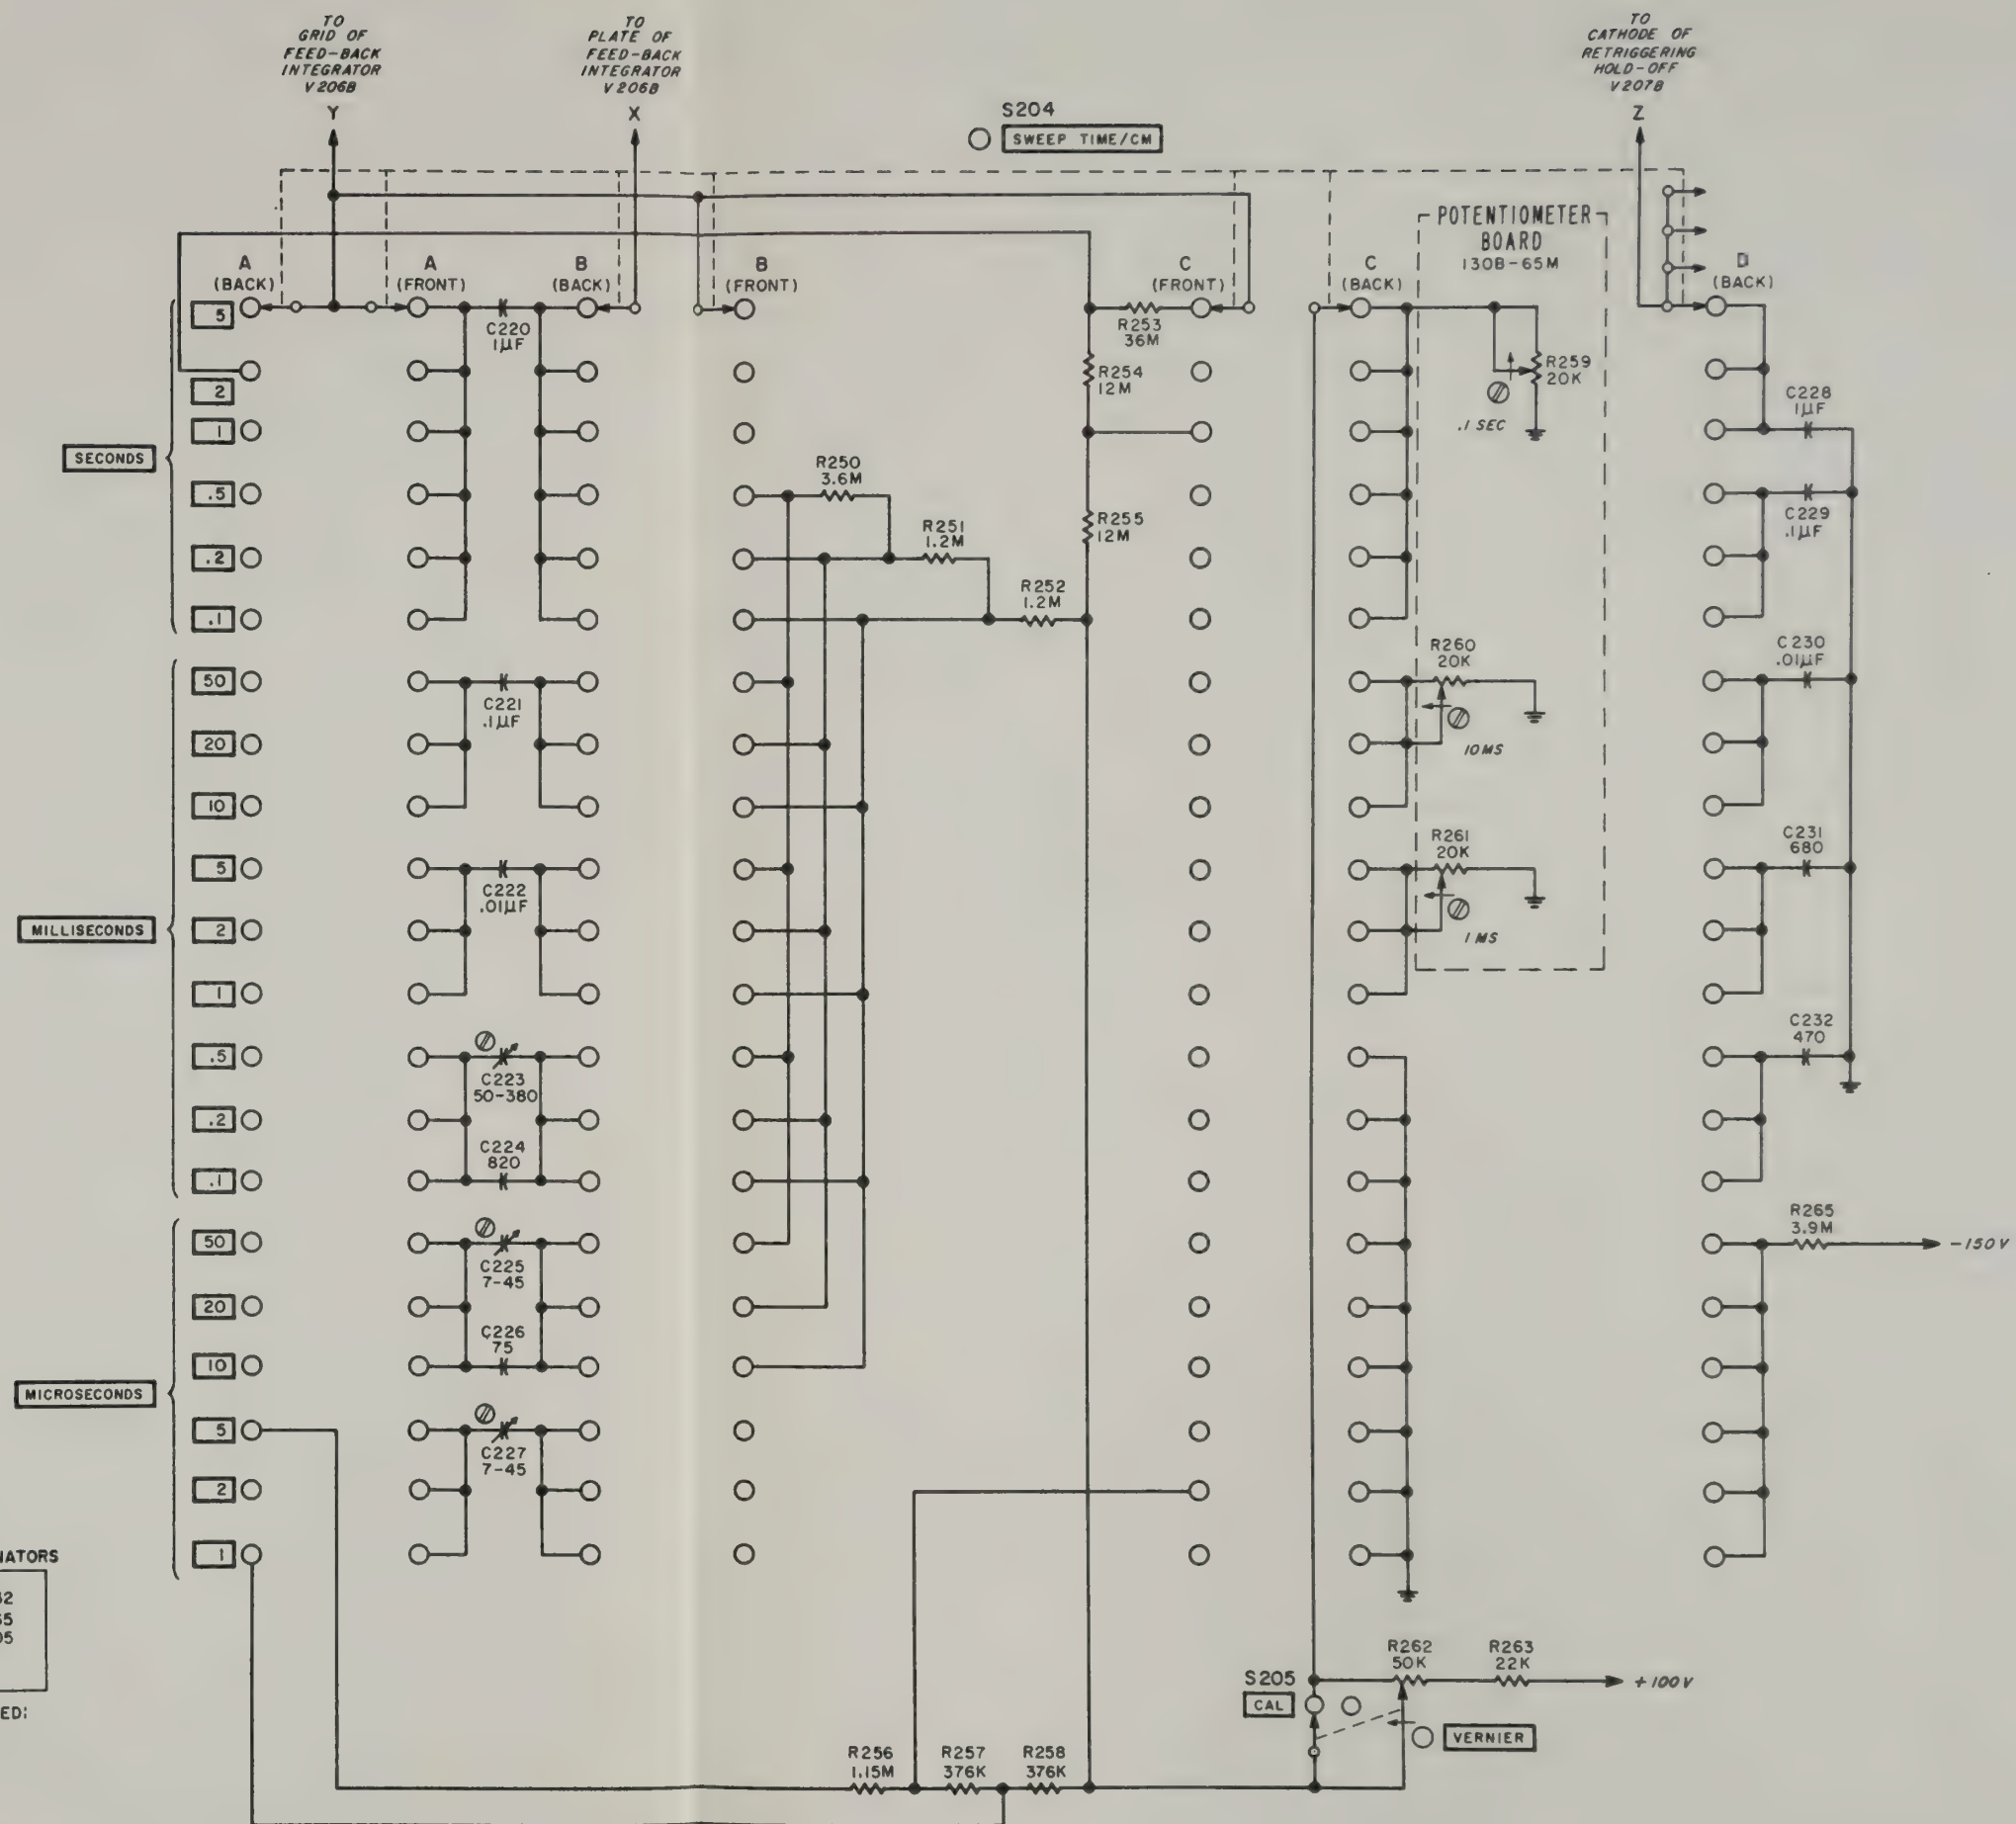 TO
GRID OF
FEED-BACK
INTEGRATOR
V206B
Y
TO
PLATE OF
FEED-BACK
INTEGRATOR
V206B
X
S204
SWEEP TIME/CM
TO
CATHODE OF
RETRIGGERING
HOLD-OFF
V207B
Z
POTENTIOMETER
BOARD
130B-65M
A
(BACK)
A
(FRONT)
B
(BACK)
B
(FRONT)
C
(FRONT)
C
(BACK)
D
(BACK)
SECONDS
5
2
1
.5
.2
.1
MILLISECONDS
50
20
10
5
2
1
.5
.2
.1
MICROSECONDS
50
20
10
5
2
1
C220
1µF
C221
.1µF
C222
.01µF
C223
50-380
C224
820
C225
7-45
C226
75
C227
7-45
R250
3.6M
R251
1.2M
R252
1.2M
R253
36M
R254
12M
R255
12M
R259
20K
.1 SEC
R260
20K
10MS
R261
20K
1 MS
C228
1µF
C229
.1µF
C230
.01µF
C231
680
C232
470
R265
3.9M
-150V
R262
50K
R263
22K
+100V
S205
CAL
VERNIER
R256
1.15M
R257
376K
R258
376K
NATORS
ED: